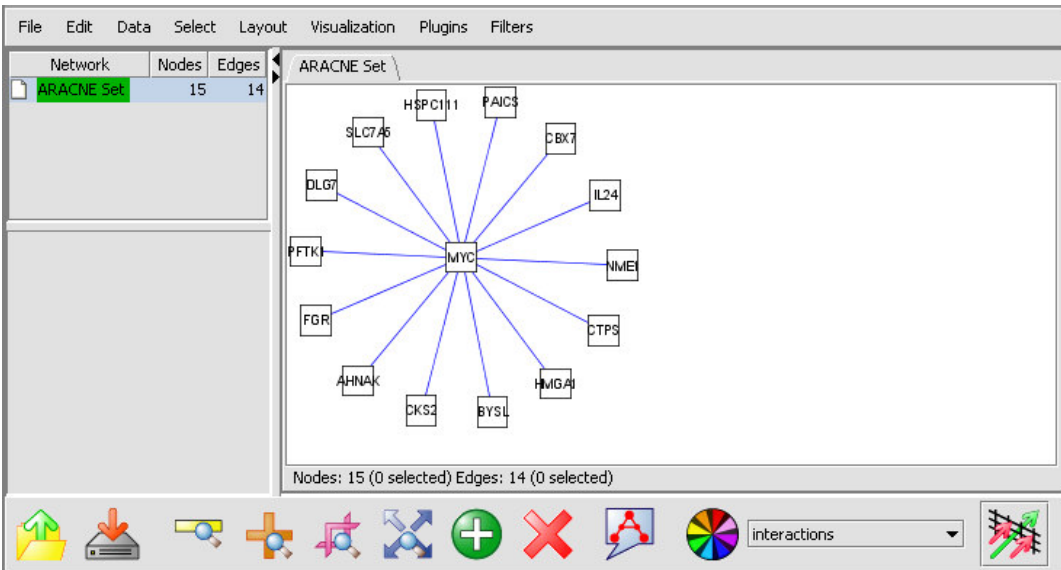 File Edit Data Select Layout Visualization Plugins Filters
Network Nodes Edges
ARACNE Set 15 14
ARACNE Set
HSPC111
PAICS
SLC7A5
CBX7
DLG7
IL24
PFTK1
MYC
NME1
FGR
CTPS
AHNAK
HMGA1
CKS2
BYSL
Nodes: 15 (0 selected) Edges: 14 (0 selected)
interactions